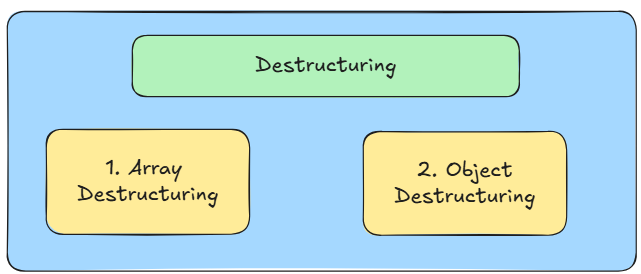 Destructuring
1. Array
Destructuring
2. Object
Destructuring